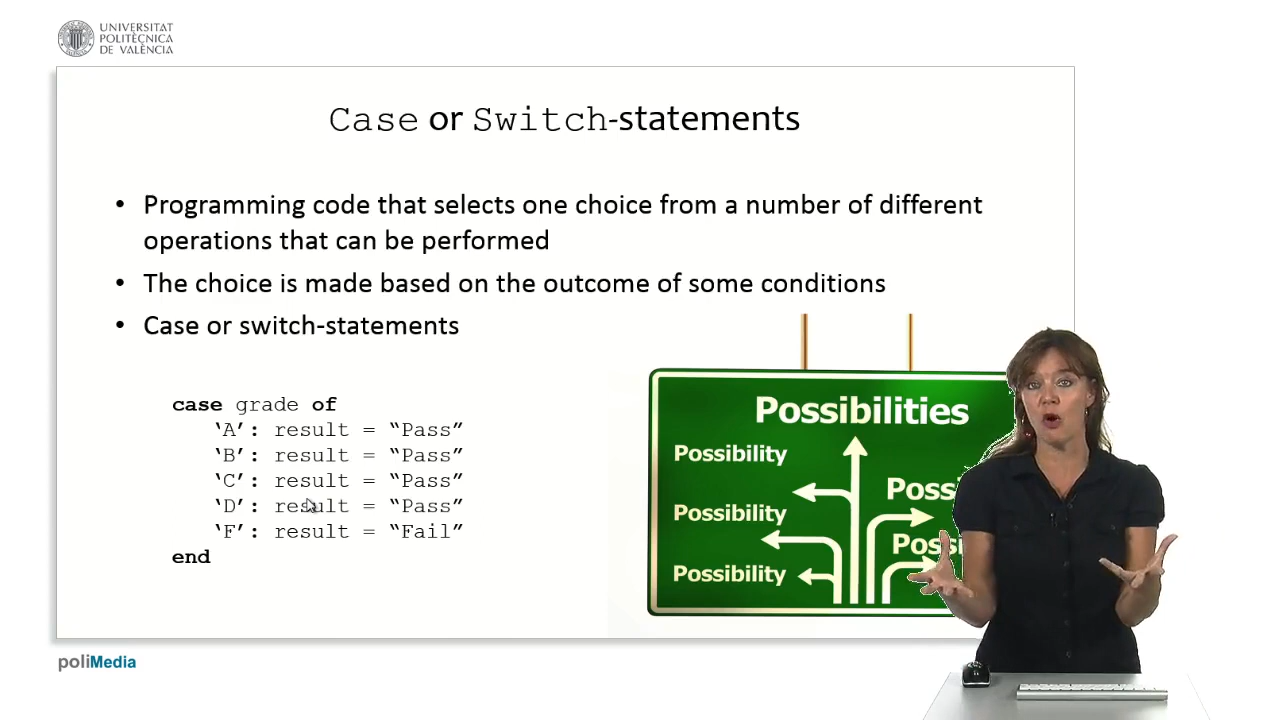 UNIVERSITAT
POLITÈCNICA
DE VALÈNCIA
Case or Switch-statements
• Programming code that selects one choice from a number of different
operations that can be performed
• The choice is made based on the outcome of some conditions
• Case or switch-statements
case grade of
‘A’: result = “Pass”
‘B’: result = “Pass”
‘C’: result = “Pass”
‘D’: result = “Pass”
‘F’: result = “Fail”
end
Possibilities
Possibility
Possibility
Possibility
poliMedia